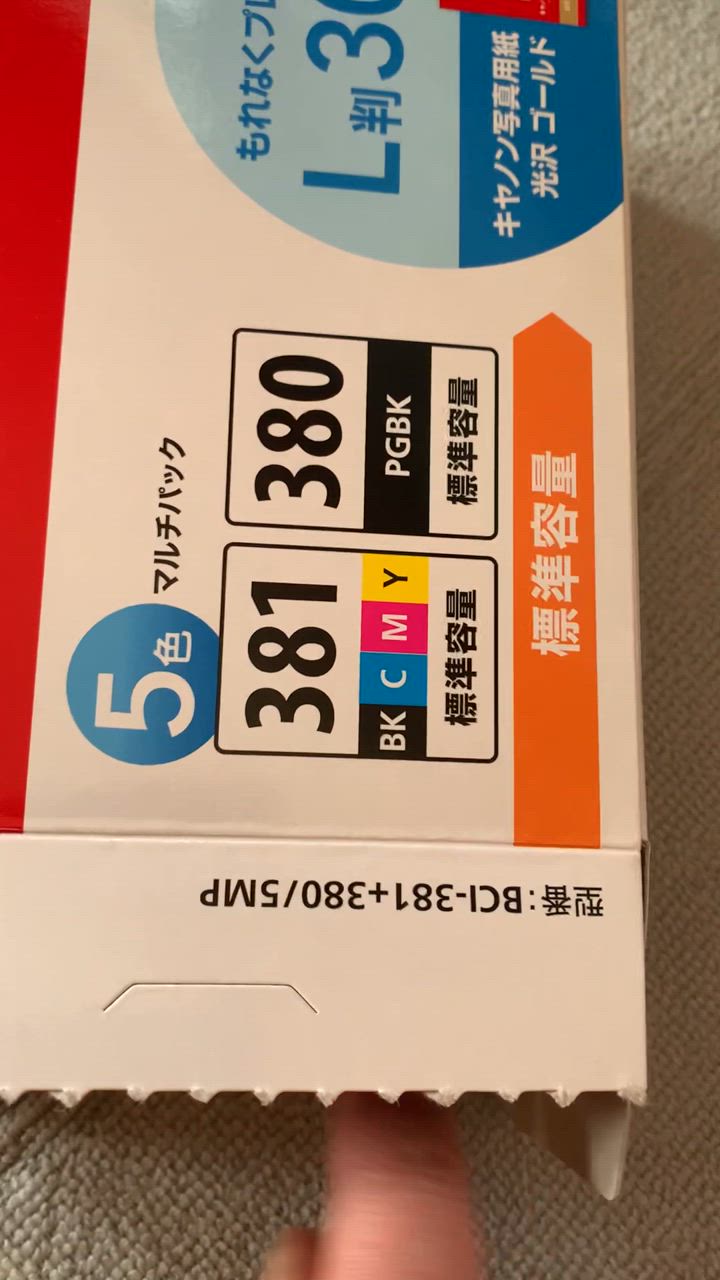 もれなくプレ
L判30
キヤノン写真用紙
光沢 ゴールド
5色
マルチパック
381
BK C M Y
標準容量
380
PGBK
標準容量
標準容量
型番:BCI-381+380/5MP